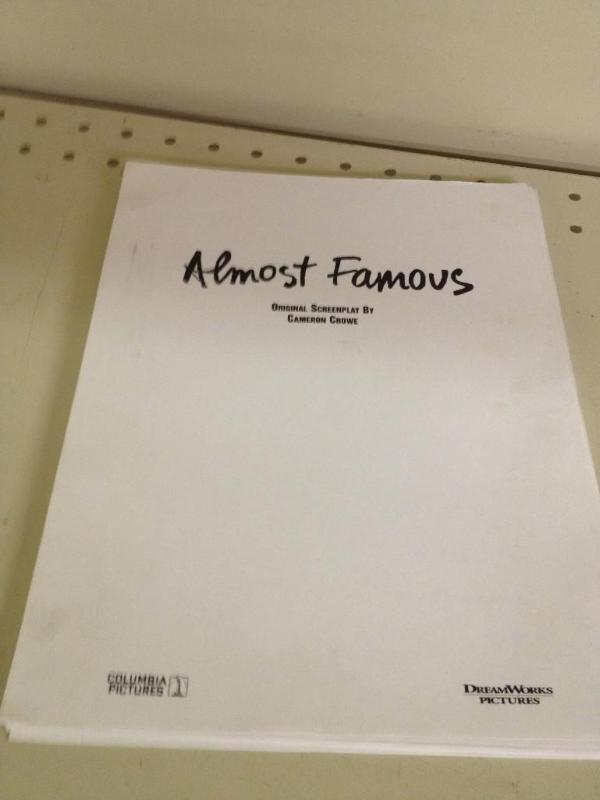 Almost Famous
ORIGINAL SCREENPLAY BY
CAMERON CROWE
COLUMBIA
PICTURES
DREAMWORKS
PICTURES